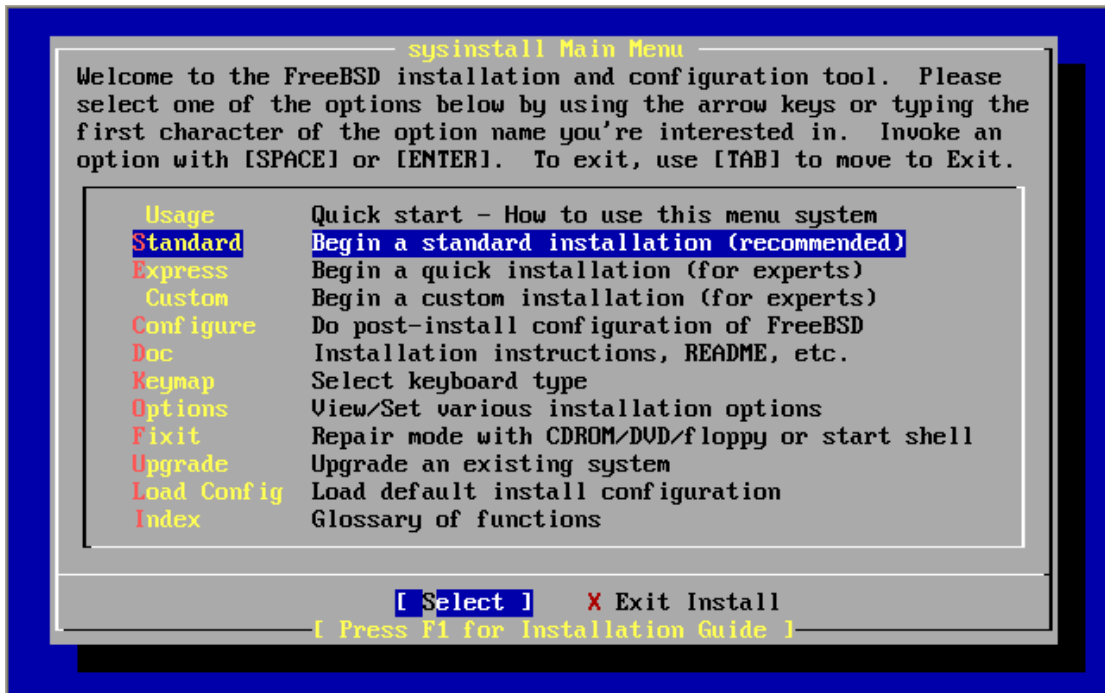 sysinstall Main Menu
Welcome to the FreeBSD installation and configuration tool.  Please
select one of the options below by using the arrow keys or typing the
first character of the option name you're interested in.  Invoke an
option with [SPACE] or [ENTER].  To exit, use [TAB] to move to Exit.
Usage Quick start - How to use this menu system
Standard Begin a standard installation (recommended)
Express Begin a quick installation (for experts)
Custom Begin a custom installation (for experts)
Configure Do post-install configuration of FreeBSD
Doc Installation instructions, README, etc.
Keymap Select keyboard type
Options View/Set various installation options
Fixit Repair mode with CDROM/DVD/floppy or start shell
Upgrade Upgrade an existing system
Load Config Load default install configuration
Index Glossary of functions
[ Select ] X Exit Install
[ Press F1 for Installation Guide ]